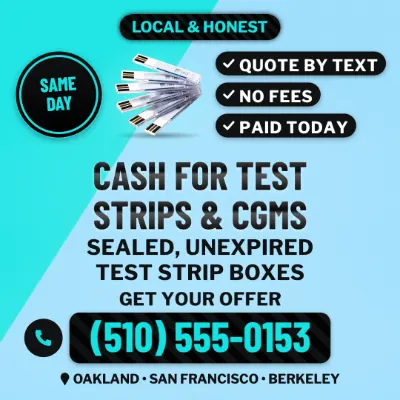 LOCAL & HONEST
SAME
DAY
QUOTE BY TEXT
NO FEES
PAID TODAY
CASH FOR TEST
STRIPS & CGMS
SEALED, UNEXPIRED
TEST STRIP BOXES
GET YOUR OFFER
(510) 555-0153
OAKLAND • SAN FRANCISCO • BERKELEY